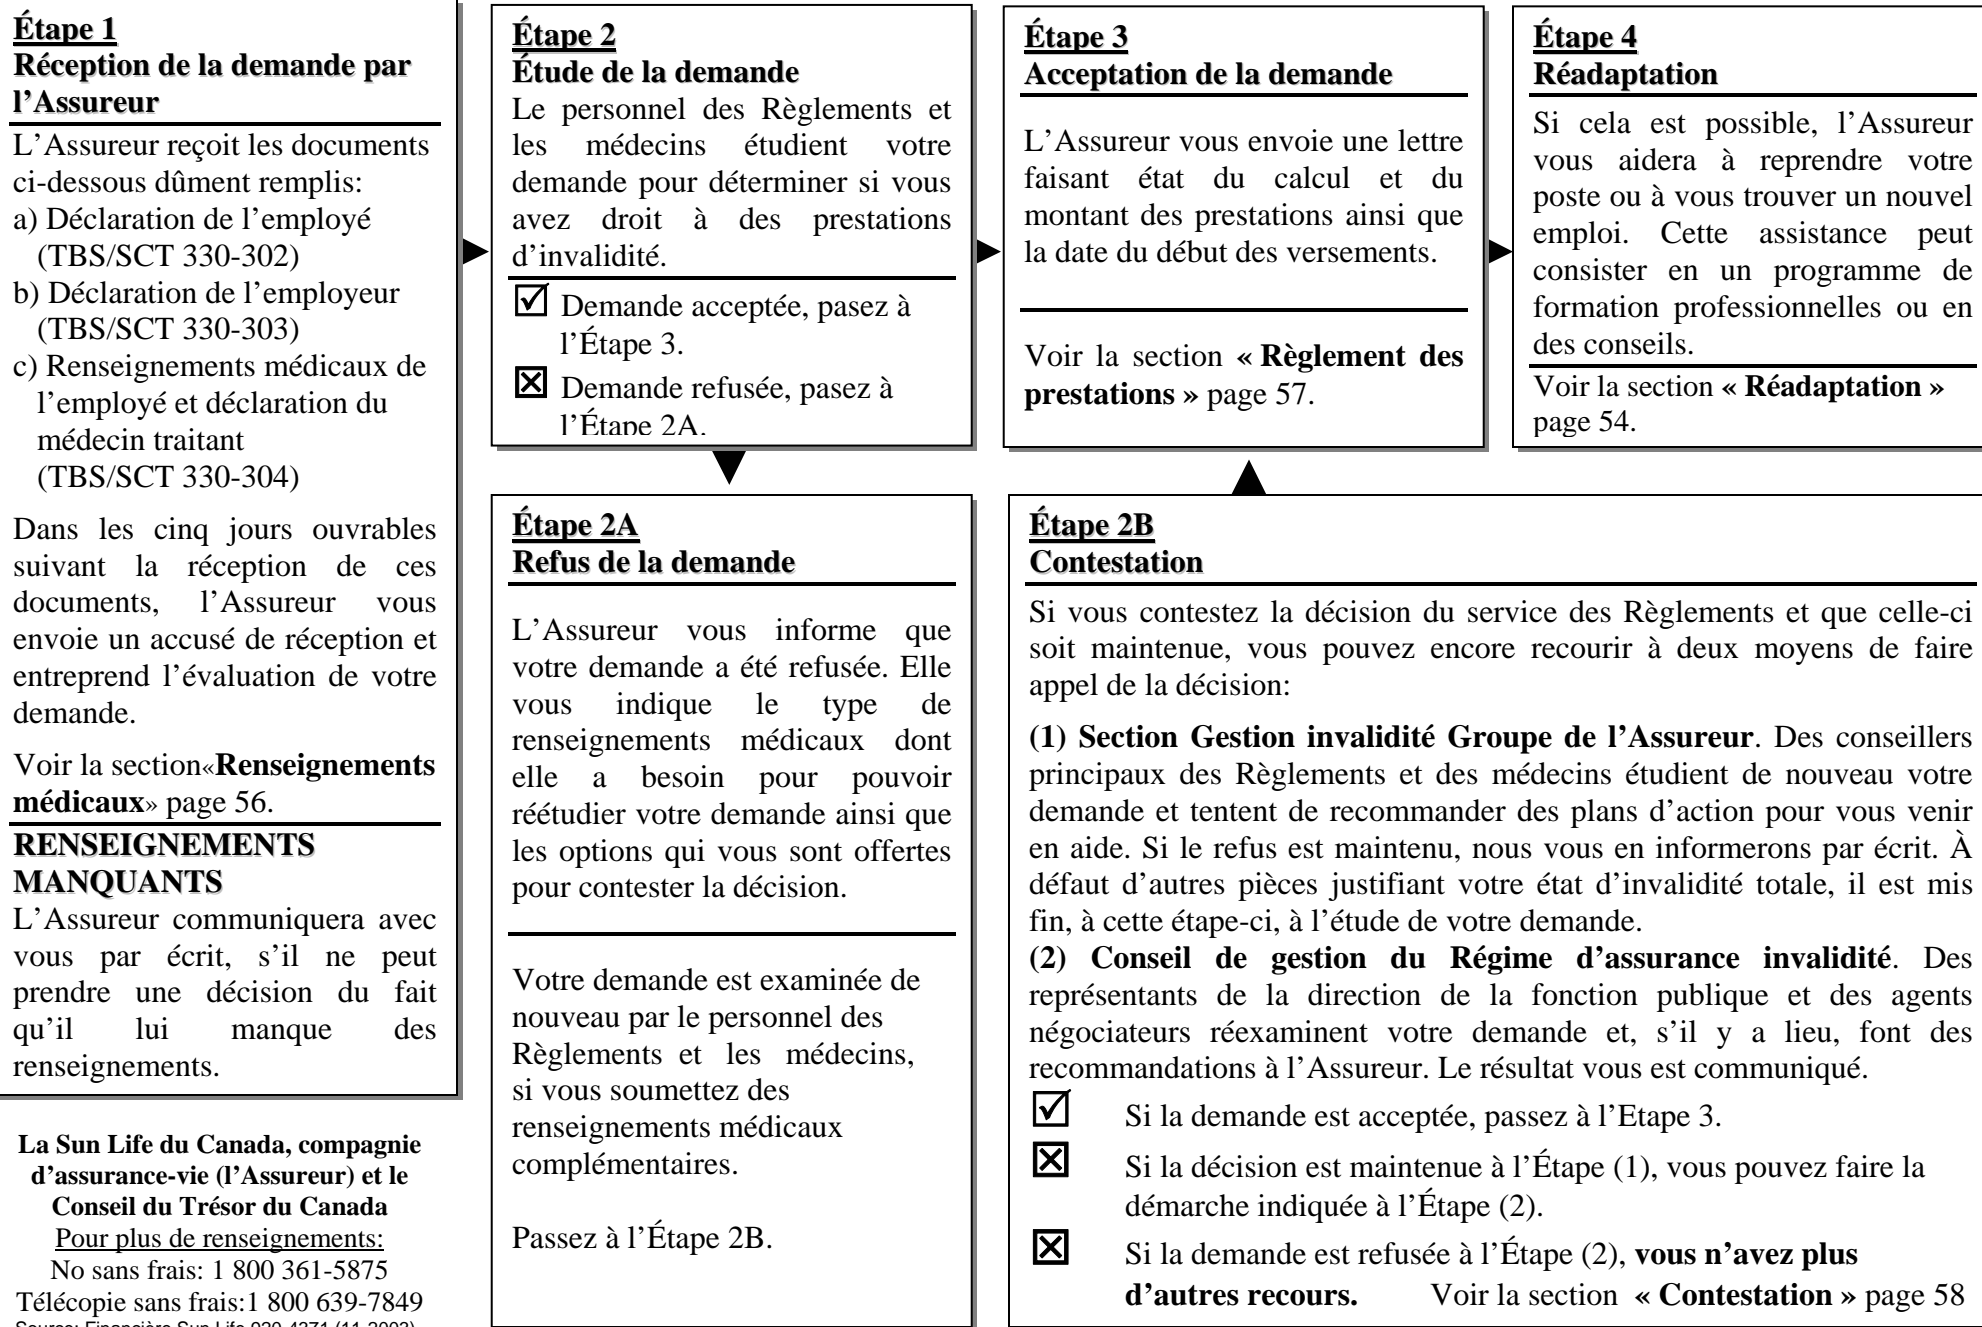 Étape 1
Réception de la demande par
l’Assureur
L’Assureur reçoit les documents
ci-dessous dûment remplis:
a) Déclaration de l’employé
(TBS/SCT 330-302)
b) Déclaration de l’employeur
(TBS/SCT 330-303)
c) Renseignements médicaux de
l’employé et déclaration du
médecin traitant
(TBS/SCT 330-304)
Dans les cinq jours ouvrables
suivant la réception de ces
documents, l’Assureur vous
envoie un accusé de réception et
entreprend l’évaluation de votre
demande.
Voir la section«Renseignements
médicaux» page 56.
RENSEIGNEMENTS
MANQUANTS
L’Assureur communiquera avec
vous par écrit, s’il ne peut
prendre une décision du fait
qu’il lui manque des
renseignements.
La Sun Life du Canada, compagnie
d’assurance-vie (l’Assureur) et le
Conseil du Trésor du Canada
Pour plus de renseignements:
No sans frais: 1 800 361-5875
Télécopie sans frais:1 800 639-7849
Source: Financière Sun Life 920-4271 (11-2003)
Étape 2
Étude de la demande
Le personnel des Règlements et
les médecins étudient votre
demande pour déterminer si vous
avez droit à des prestations
d’invalidité.
☑ Demande acceptée, pasez à
l’Étape 3.
☒ Demande refusée, pasez à
l’Étape 2A.
Étape 2A
Refus de la demande
L’Assureur vous informe que
votre demande a été refusée. Elle
vous indique le type de
renseignements médicaux dont
elle a besoin pour pouvoir
réétudier votre demande ainsi que
les options qui vous sont offertes
pour contester la décision.
Votre demande est examinée de
nouveau par le personnel des
Règlements et les médecins,
si vous soumettez des
renseignements médicaux
complémentaires.
Passez à l’Étape 2B.
Étape 3
Acceptation de la demande
L’Assureur vous envoie une lettre
faisant état du calcul et du
montant des prestations ainsi que
la date du début des versements.
Voir la section « Règlement des
prestations » page 57.
Étape 4
Réadaptation
Si cela est possible, l’Assureur
vous aidera à reprendre votre
poste ou à vous trouver un nouvel
emploi. Cette assistance peut
consister en un programme de
formation professionnelles ou en
des conseils.
Voir la section « Réadaptation »
page 54.
Étape 2B
Contestation
Si vous contestez la décision du service des Règlements et que celle-ci
soit maintenue, vous pouvez encore recourir à deux moyens de faire
appel de la décision:
(1) Section Gestion invalidité Groupe de l’Assureur. Des conseillers
principaux des Règlements et des médecins étudient de nouveau votre
demande et tentent de recommander des plans d’action pour vous venir
en aide. Si le refus est maintenu, nous vous en informerons par écrit. À
défaut d’autres pièces justifiant votre état d’invalidité totale, il est mis
fin, à cette étape-ci, à l’étude de votre demande.
(2) Conseil de gestion du Régime d’assurance invalidité. Des
représentants de la direction de la fonction publique et des agents
négociateurs réexaminent votre demande et, s’il y a lieu, font des
recommandations à l’Assureur. Le résultat vous est communiqué.
☑ Si la demande est acceptée, passez à l’Etape 3.
☒ Si la décision est maintenue à l’Étape (1), vous pouvez faire la
démarche indiquée à l’Étape (2).
☒ Si la demande est refusée à l’Étape (2), vous n’avez plus
d’autres recours. Voir la section « Contestation » page 58